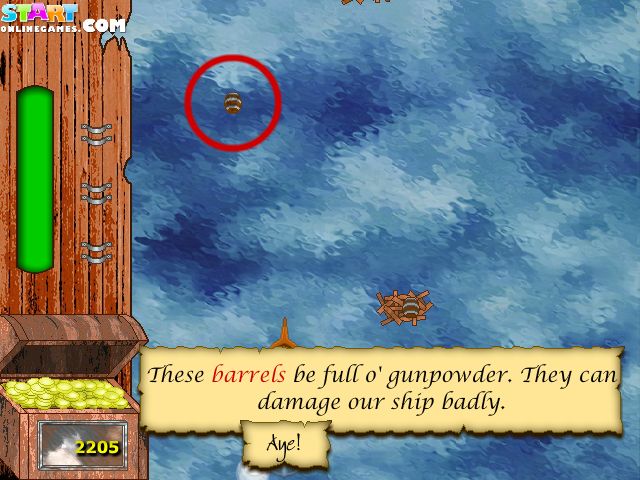 START
ONLINEGAMES.COM
These barrels be full o' gunpowder. They can
damage our ship badly.
Aye!
2205